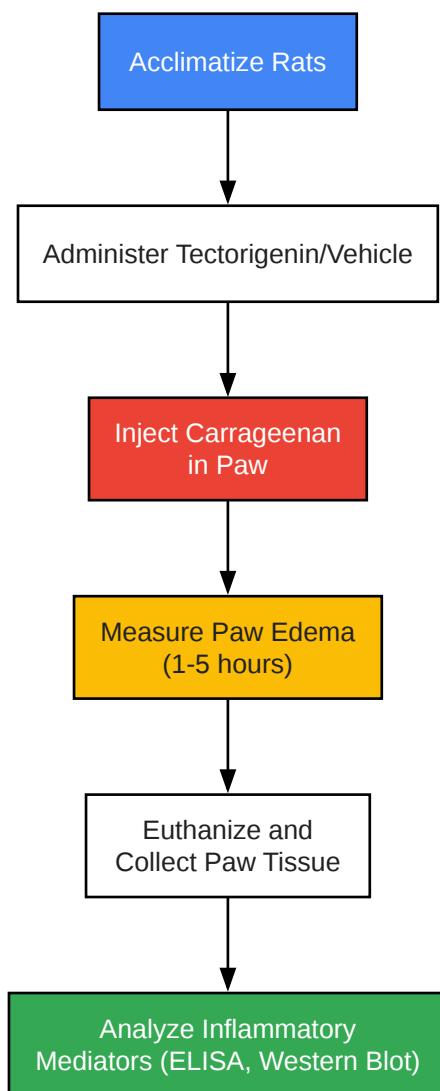 Acclimatize Rats
Administer Tectorigenin/Vehicle
Inject Carrageenan
in Paw
Measure Paw Edema
(1-5 hours)
Euthanize and
Collect Paw Tissue
Analyze Inflammatory
Mediators (ELISA, Western Blot)